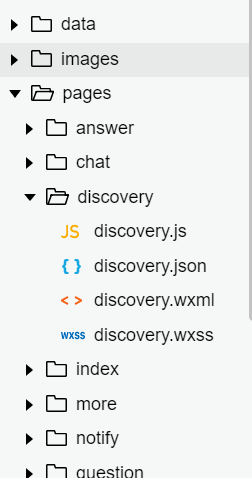 data
images
pages
answer
chat
discovery
JS discovery.js
{ } discovery.json
< > discovery.wxml
wxss discovery.wxss
index
more
notify
question